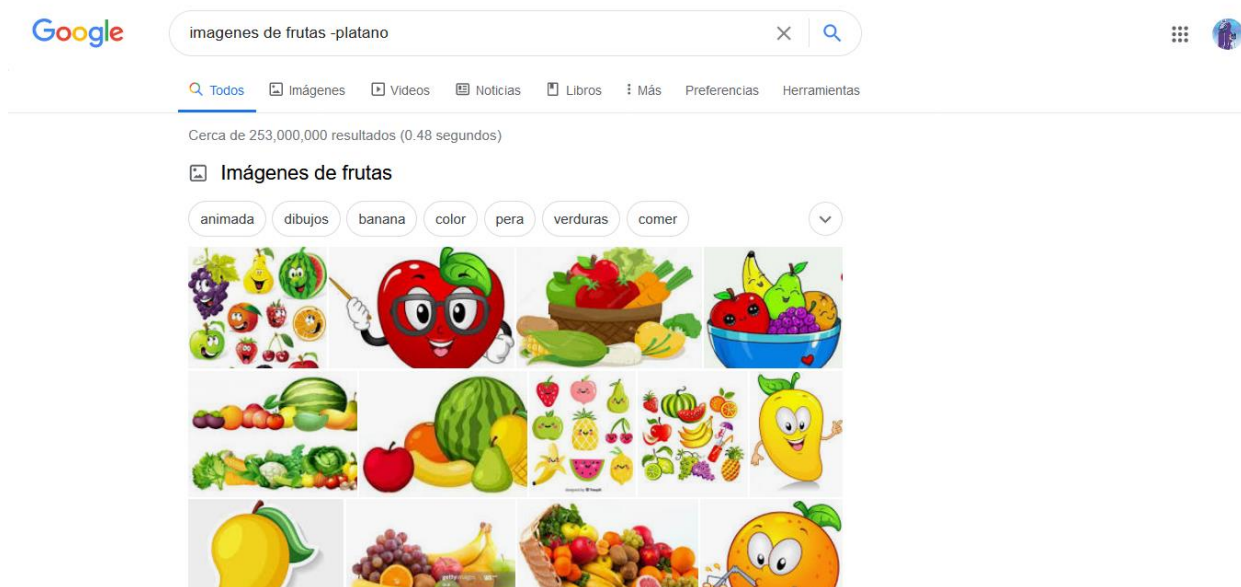 Google
imagenes de frutas -platano
Todos Imágenes Videos Noticias Libros Más Preferencias Herramientas
Cerca de 253,000,000 resultados (0.48 segundos)
Imágenes de frutas
animada dibujos banana color pera verduras comer
gettyimages